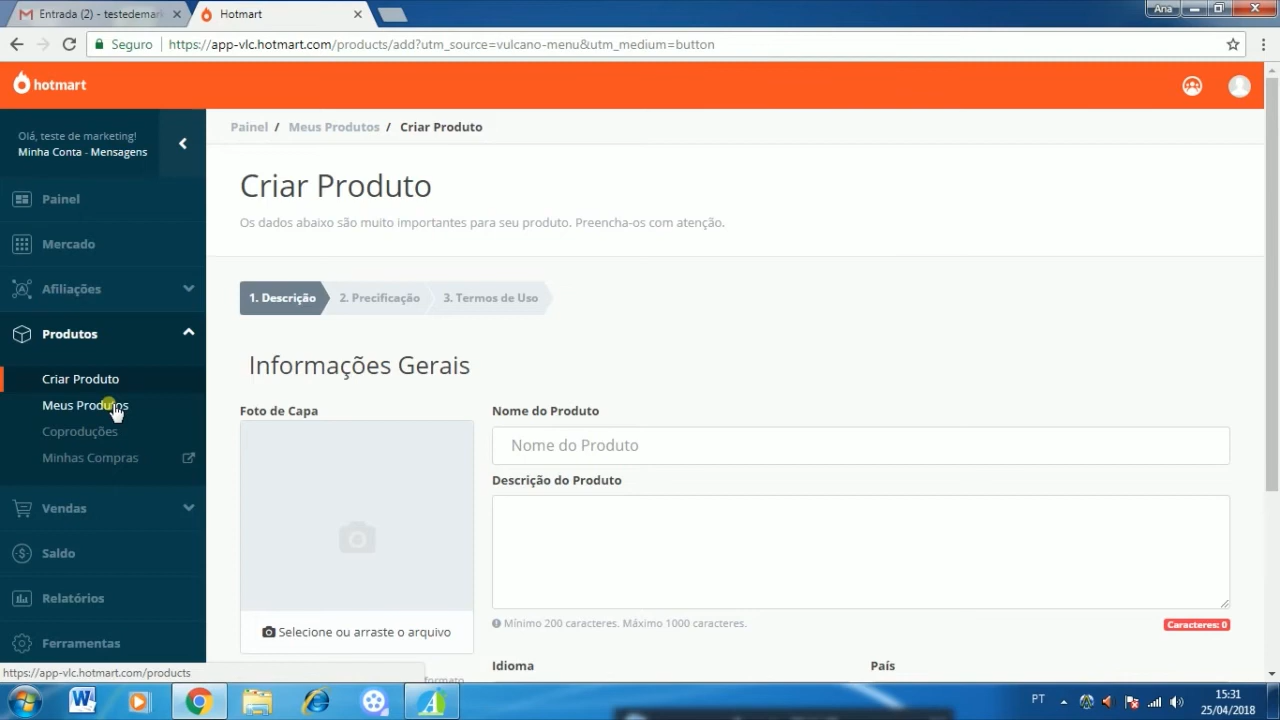 Entrada (2) - testedemark
Hotmart
Ana
Seguro
https://app-vlc.hotmart.com/products/add?utm_source=vulcano-menu&utm_medium=button
hotmart
Olá, teste de marketing!
Minha Conta - Mensagens
Painel / Meus Produtos / Criar Produto
Painel
Mercado
Afiliações
Produtos
Criar Produto
Meus Produtos
Coproduções
Minhas Compras
Vendas
Saldo
Relatórios
Ferramentas
Criar Produto
Os dados abaixo são muito importantes para seu produto. Preencha-os com atenção.
1. Descrição
2. Precificação
3. Termos de Uso
Informações Gerais
Foto de Capa
Selecione ou arraste o arquivo
formato
Nome do Produto
Nome do Produto
Descrição do Produto
Mínimo 200 caracteres. Máximo 1000 caracteres.
Caracteres: 0
Idioma
País
https://app-vlc.hotmart.com/products
PT
15:31
25/04/2018